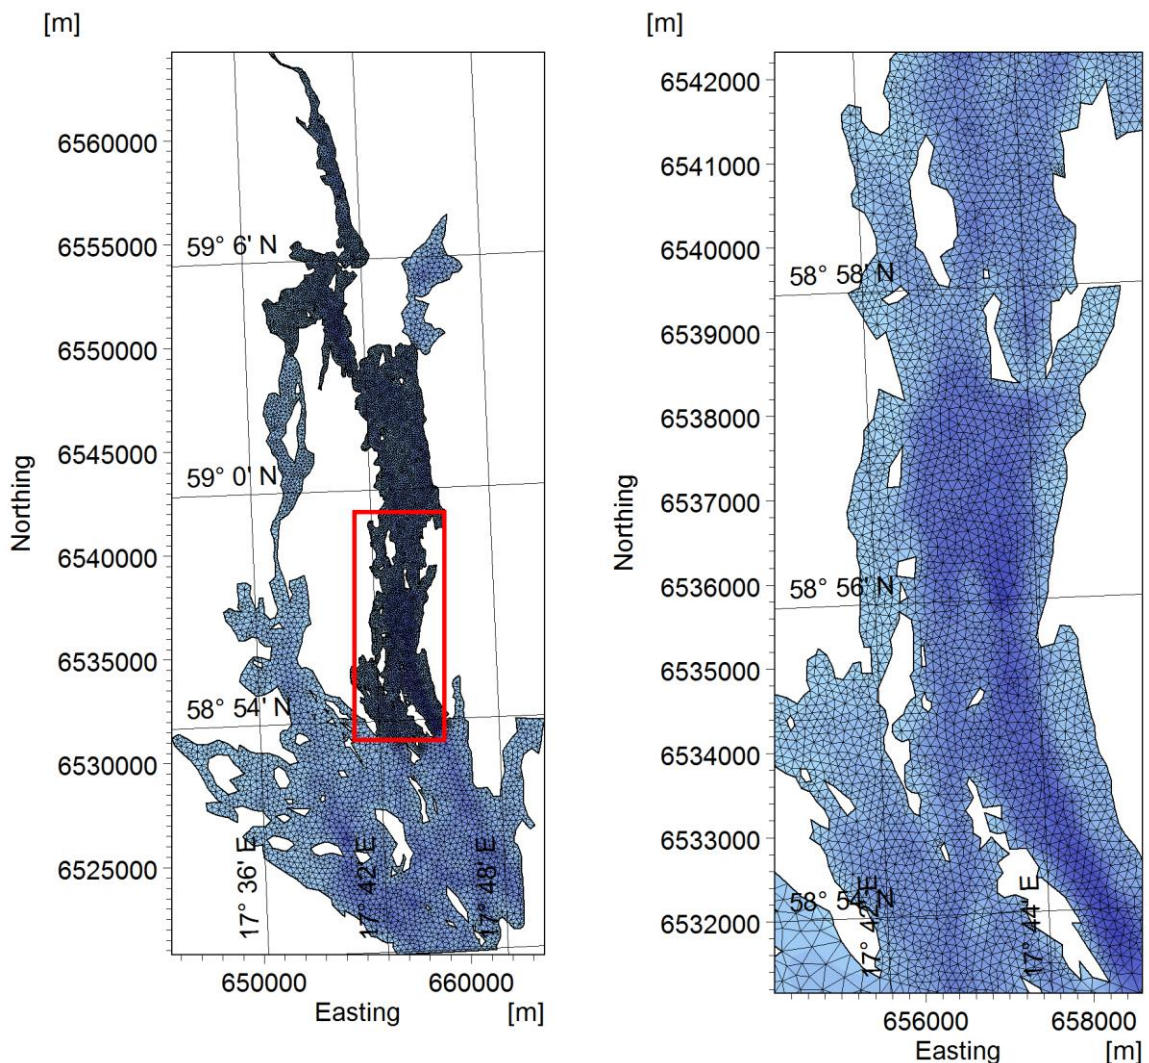 [m]
6560000
6555000
59° 6' N
6550000
6545000
59° 0' N
6540000
6535000
58° 54' N
6530000
6525000
17° 36' E
17° 42' E
17° 48' E
Northing
650000
660000
Easting
[m]
[m]
6542000
6541000
6540000
58° 58' N
6539000
6538000
6537000
58° 56' N
6536000
6535000
6534000
6533000
58° 54' N
6532000
17° 42' E
17° 44' E
Northing
656000
658000
Easting
[m]